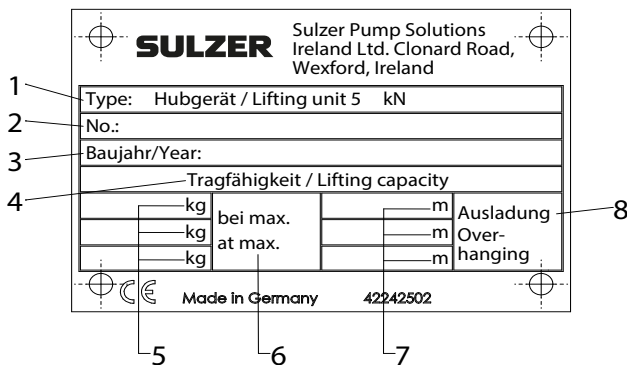 SULZER
Sulzer Pump Solutions
Ireland Ltd. Clonard Road,
Wexford, Ireland
1
Type: Hubgerät / Lifting unit 5 kN
2
No.:
3
Baujahr/Year:
4
Tragfähigkeit / Lifting capacity
kg
kg
kg
bei max.
at max.
m
m
m
Ausladung
Over-
hanging
8
CE Made in Germany 42242502
5 6 7